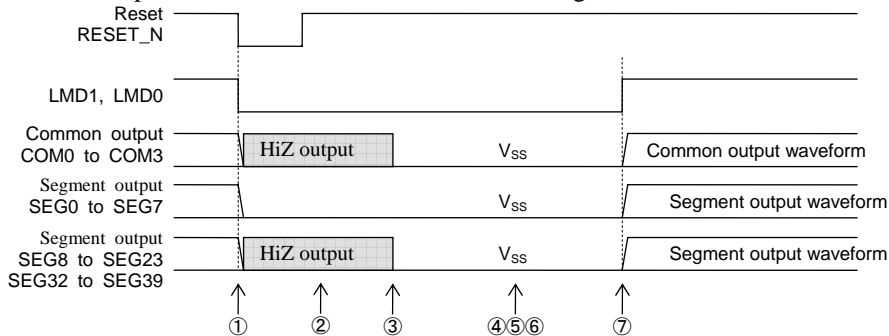 Reset
RESET_N
LMD1, LMD0
Common output
COM0 to COM3
HiZ output
VSS
Common output waveform
Segment output
SEG0 to SEG7
VSS
Segment output waveform
Segment output
SEG8 to SEG23
SEG32 to SEG39
HiZ output
VSS
Segment output waveform
① ② ③ ④⑤⑥ ⑦